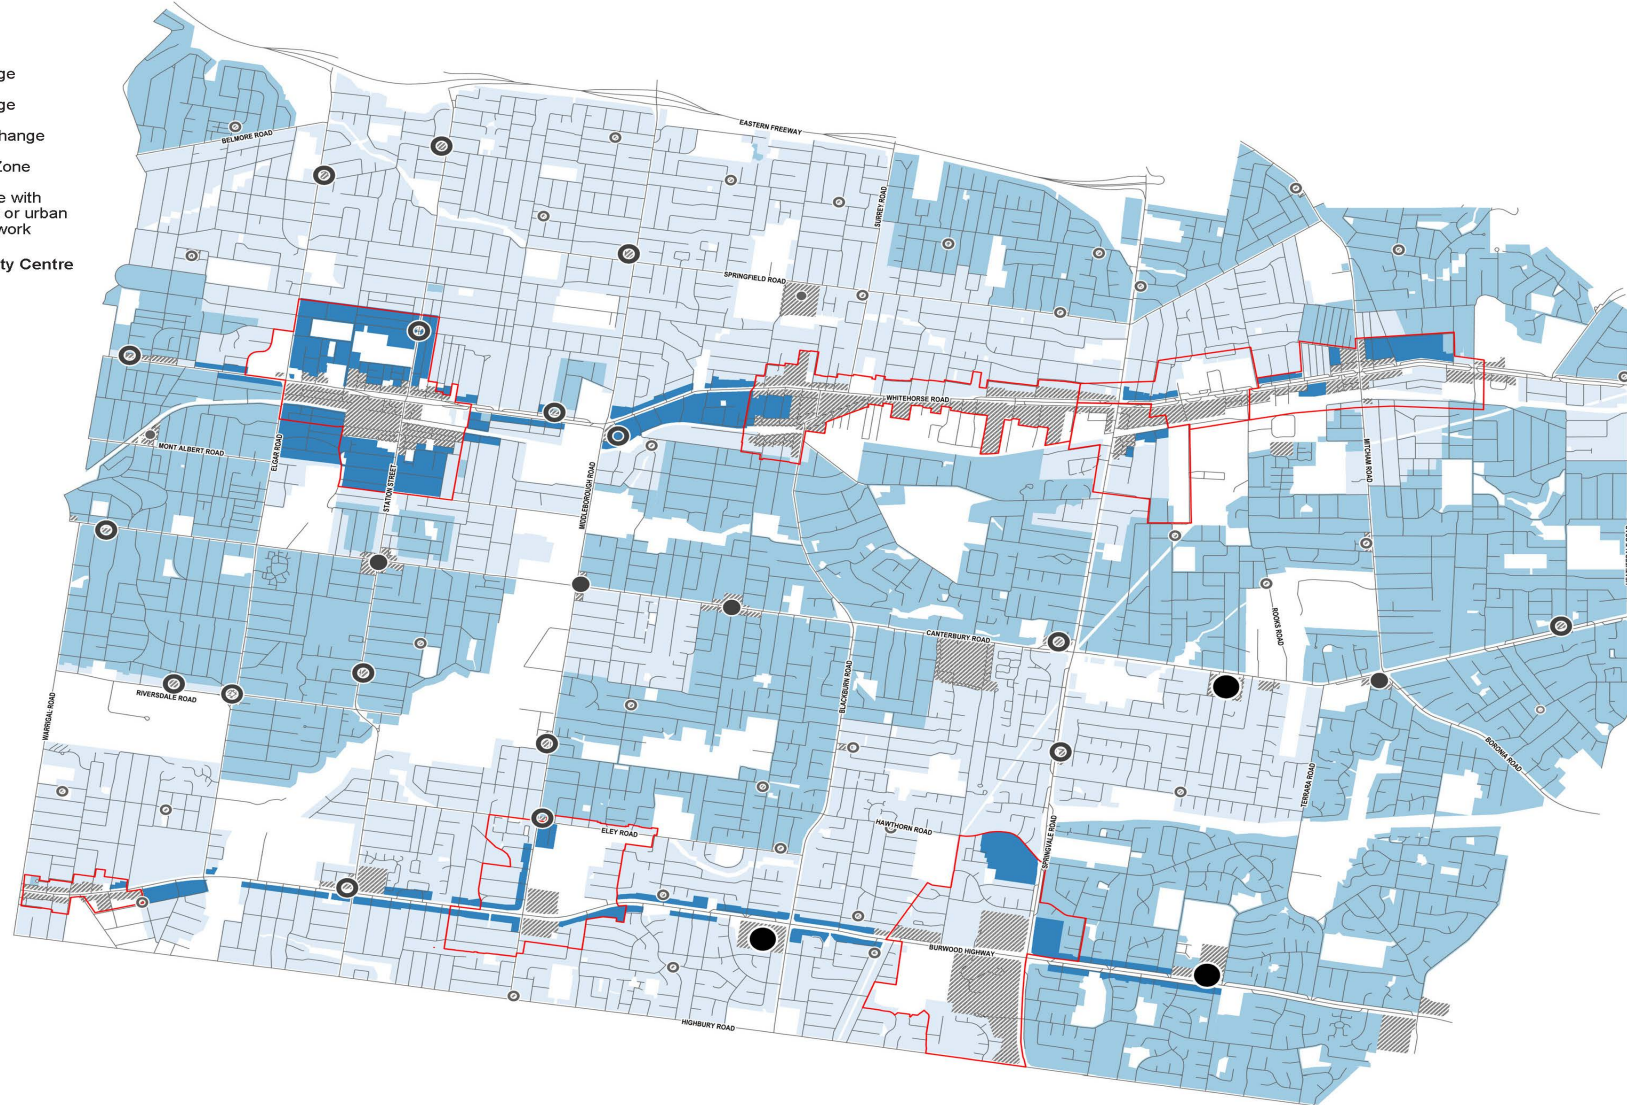 ge
ge
hange
Zone
e with
or urban
work
ty Centre
EASTERN FREEWAY
BELMORE ROAD
SURREY ROAD
SPRINGFIELD ROAD
WHITEHORSE ROAD
MONT ALBERT ROAD
ELGAR ROAD
STATION STREET
MIDDLEBOROUGH ROAD
MITCHAM ROAD
CANTERBURY ROAD
ROOKS ROAD
BLACKBURN ROAD
RIVERSDALE ROAD
WARRIGAL ROAD
BORONIA ROAD
TERRARA ROAD
HAWTHORN ROAD
SPRINGVALE ROAD
ELEY ROAD
BURWOOD HIGHWAY
HIGHBURY ROAD